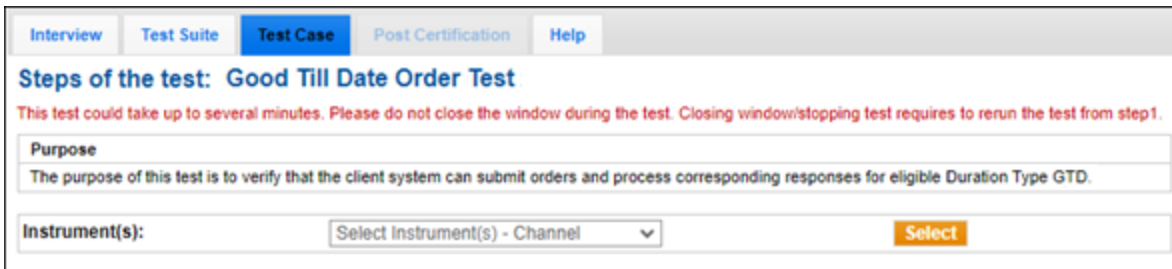 Interview Test Suite Test Case Post Certification Help
Steps of the test: Good Till Date Order Test
This test could take up to several minutes. Please do not close the window during the test. Closing window/stopping test requires to rerun the test from step1.
Purpose
The purpose of this test is to verify that the client system can submit orders and process corresponding responses for eligible Duration Type GTD.
Instrument(s): Select Instrument(s) - Channel Select